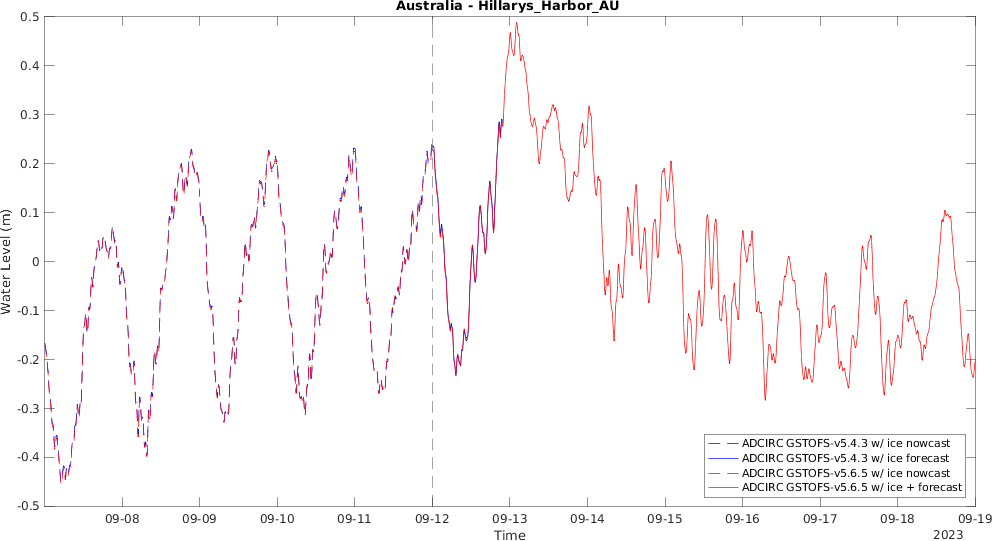 Australia - Hillarys_Harbor_AU
0.5
0.4
0.3
0.2
0.1
0
-0.1
-0.2
-0.3
-0.4
-0.5
Water Level (m)
ADCIRC GSTOFS-v5.4.3 w/ ice nowcast
ADCIRC GSTOFS-v5.4.3 w/ ice forecast
ADCIRC GSTOFS-v5.6.5 w/ ice nowcast
ADCIRC GSTOFS-v5.6.5 w/ ice + forecast
09-08 09-09 09-10 09-11 09-12 09-13 09-14 09-15 09-16 09-17 09-18 09-19
Time
2023